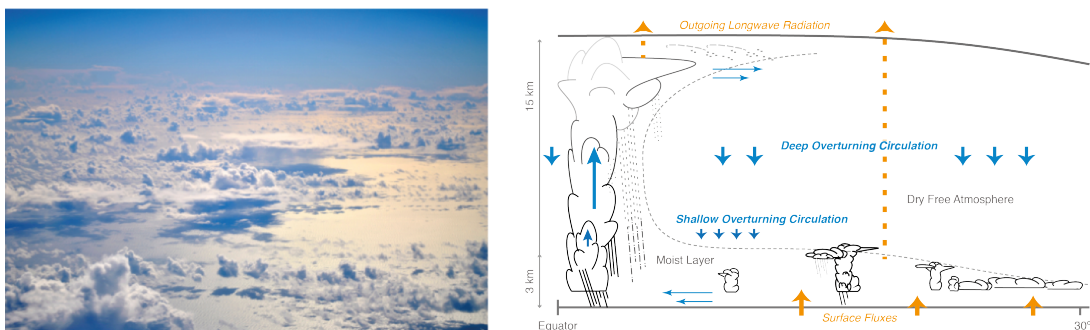 Outgoing Longwave Radiation
15 km
Deep Overturning Circulation
Dry Free Atmosphere
Shallow Overturning Circulation
Moist Layer
3 km
Surface Fluxes
Equator
30°